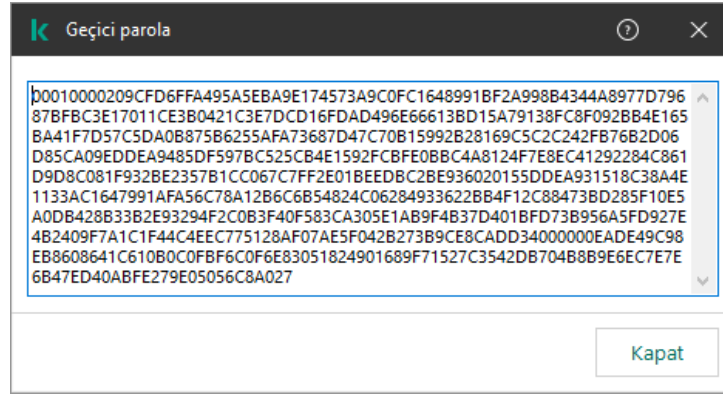 Geçici parola
00010000209CFD6FFA495A5EBA9E174573A9C0FC1648991BF2A998B4344A8977D796
87BFBC3E17011CE3B0421C3E7DCD16FDAD496E66613BD15A79138FC8F092BB4E165
BA41F7D57C5DA0B875B6255AFA73687D47C70B15992B28169C5C2C242FB76B2D06
D85CA09EDDEA9485DF597BC525CB4E1592FCBFE0BBC4A8124F7E8EC41292284C861
D9D8C081F932BE2357B1CC067C7FF2E01BEEDBC2BE936020155DDEA931518C38A4E
1133AC1647991AFA56C78A12B6C6B54824C06284933622BB4F12C88473BD285F10E5
A0DB428B33B2E93294F2C0B3F40F583CA305E1AB9F4B37D401BFD73B956A5FD927E
4B2409F7A1C1F44C4EEC775128AF07AE5F042B273B9CE8CADD34000000EADE49C98
EB8608641C610B0C0FBF6C0F6E83051824901689F71527C3542DB704B8B9E6EC7E7E
6B47ED40ABFE279E05056C8A027
Kapat